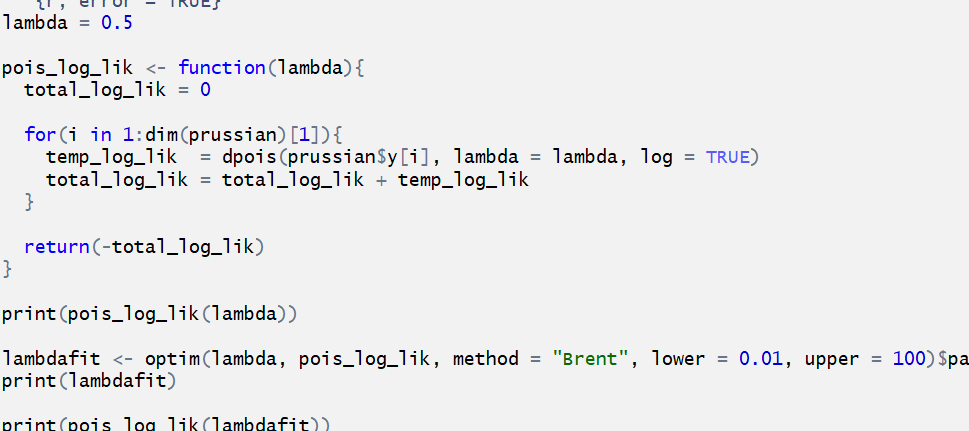 {r, error = TRUE}
lambda = 0.5
pois_log_lik <- function(lambda){
total_log_lik = 0
for(i in 1:dim(prussian)[1]){
temp_log_lik  = dpois(prussian$y[i], lambda = lambda, log = TRUE)
total_log_lik = total_log_lik + temp_log_lik
}
return(-total_log_lik)
}
print(pois_log_lik(lambda))
lambdafit <- optim(lambda, pois_log_lik, method = "Brent", lower = 0.01, upper = 100)$pa
print(lambdafit)
print(pois_log_lik(lambdafit))